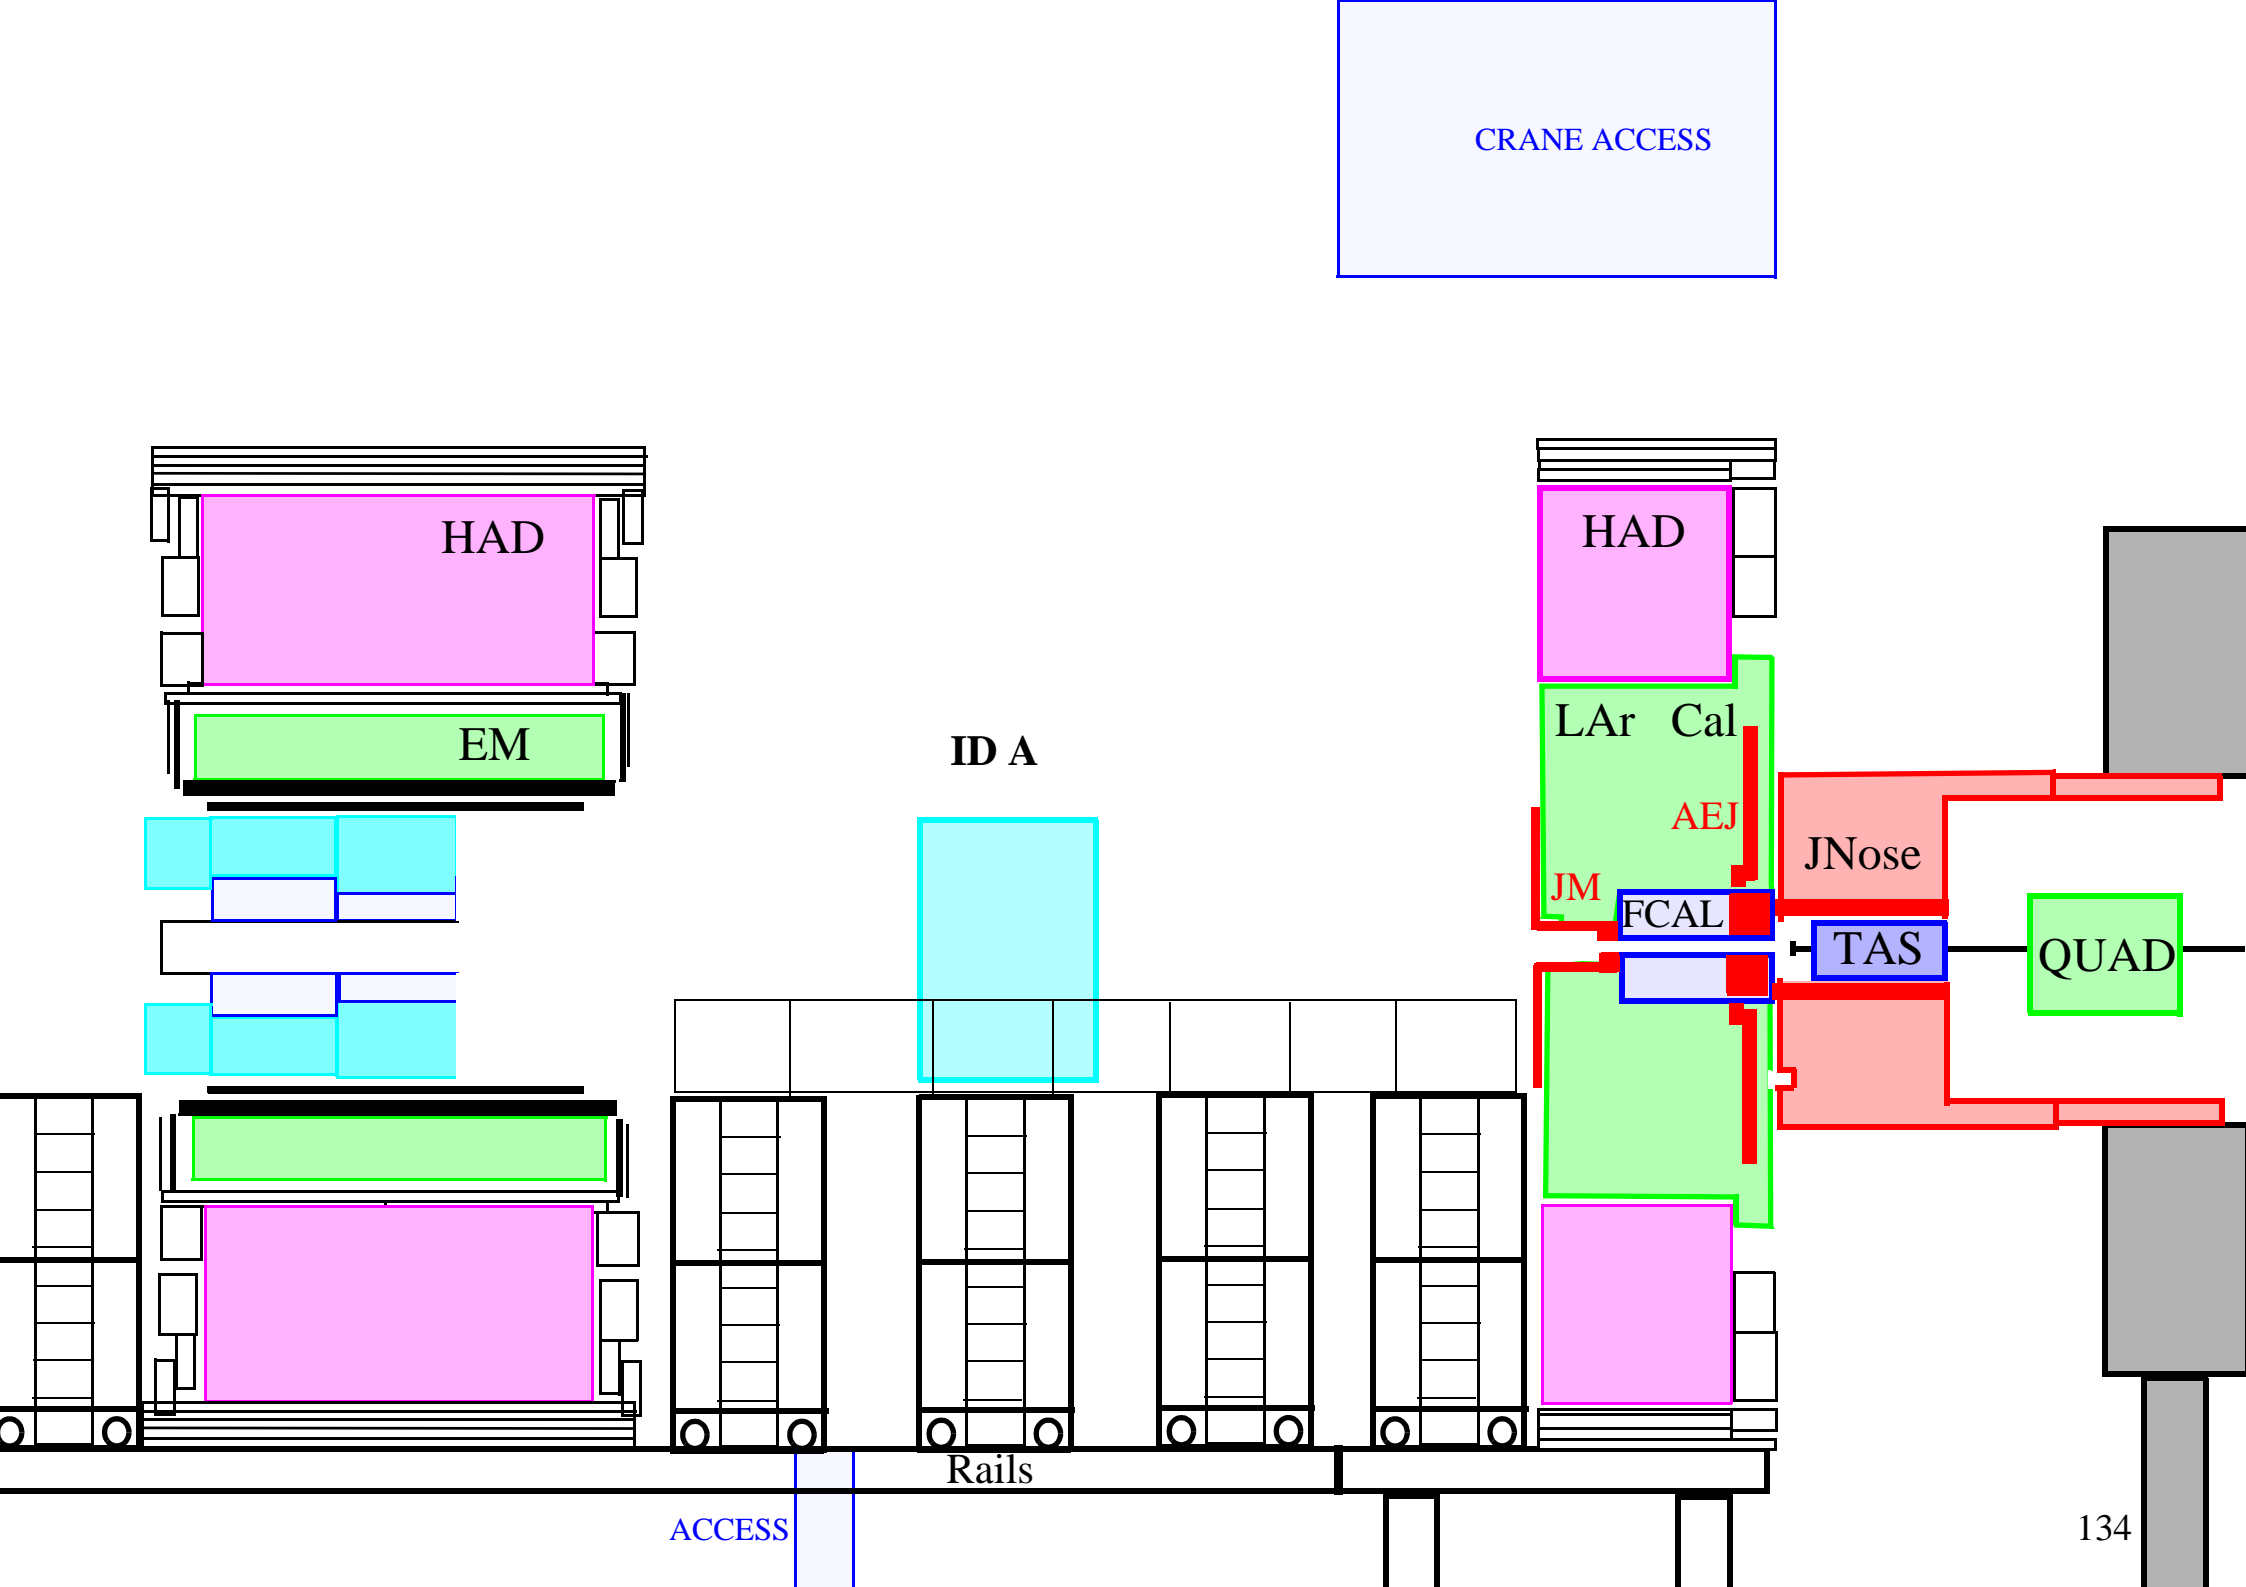 CRANE ACCESS
HAD
HAD
EM
LAr Cal
ID A
AEJ
JNose
JM
FCAL
TAS
QUAD
Rails
ACCESS
134